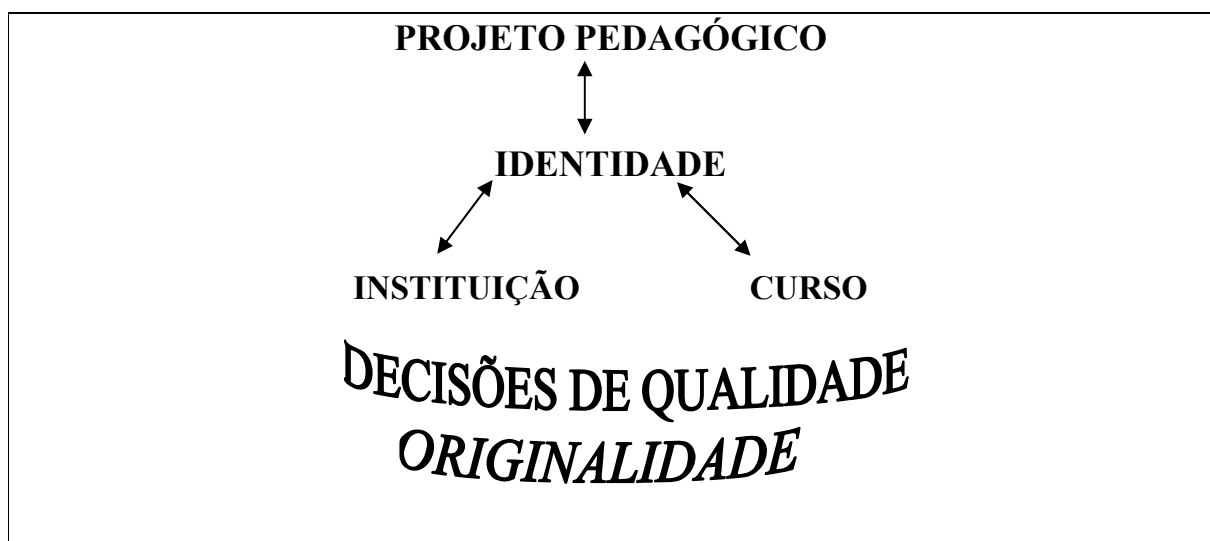 PROJETO PEDAGÓGICO
IDENTIDADE
INSTITUIÇÃO CURSO
DECISÕES DE QUALIDADE
ORIGINALIDADE